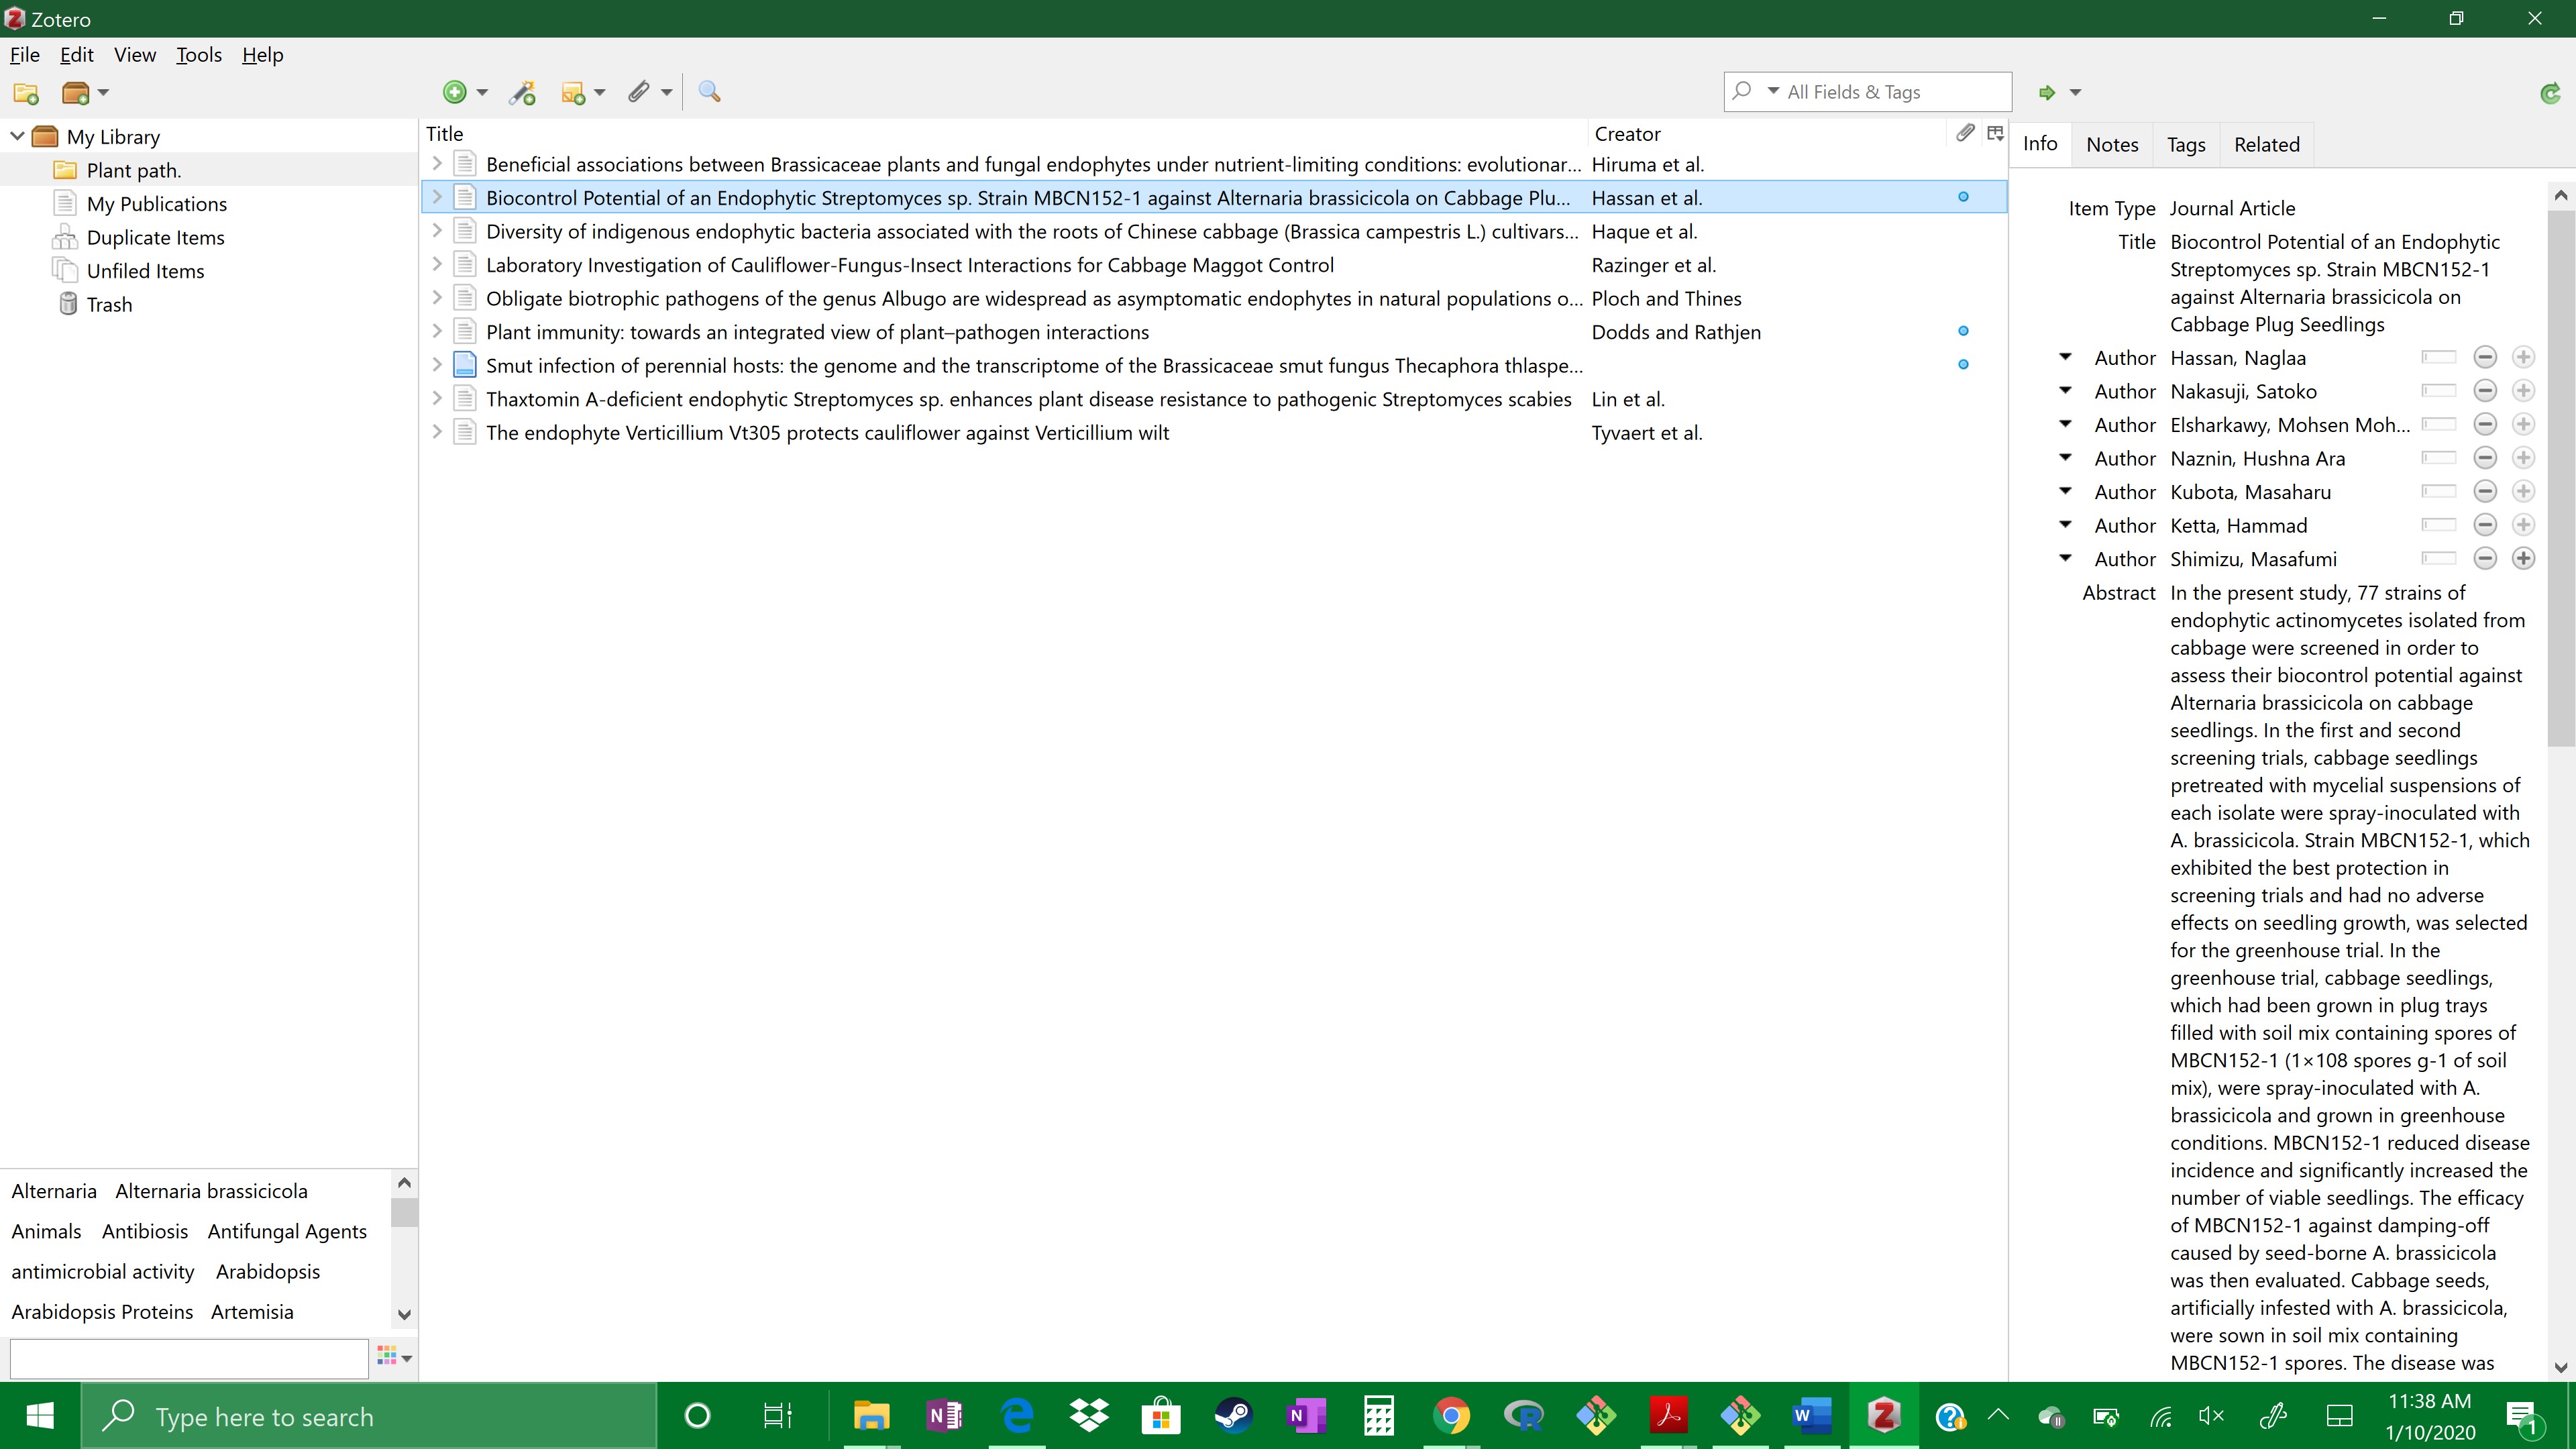 Zotero
File Edit View Tools Help
All Fields & Tags
My Library
Plant path.
My Publications
Duplicate Items
Unfiled Items
Trash
Title Creator
Beneficial associations between Brassicaceae plants and fungal endophytes under nutrient-limiting conditions: evolutionar... Hiruma et al.
Biocontrol Potential of an Endophytic Streptomyces sp. Strain MBCN152-1 against Alternaria brassicicola on Cabbage Plu... Hassan et al.
Diversity of indigenous endophytic bacteria associated with the roots of Chinese cabbage (Brassica campestris L.) cultivars... Haque et al.
Laboratory Investigation of Cauliflower-Fungus-Insect Interactions for Cabbage Maggot Control Razinger et al.
Obligate biotrophic pathogens of the genus Albugo are widespread as asymptomatic endophytes in natural populations o... Ploch and Thines
Plant immunity: towards an integrated view of plant–pathogen interactions Dodds and Rathjen
Smut infection of perennial hosts: the genome and the transcriptome of the Brassicaceae smut fungus Thecaphora thlaspe...
Thaxtomin A-deficient endophytic Streptomyces sp. enhances plant disease resistance to pathogenic Streptomyces scabies Lin et al.
The endophyte Verticillium Vt305 protects cauliflower against Verticillium wilt Tyvaert et al.
Info Notes Tags Related
Item Type Journal Article
Title Biocontrol Potential of an Endophytic
Streptomyces sp. Strain MBCN152-1
against Alternaria brassicicola on
Cabbage Plug Seedlings
Author Hassan, Naglaa
Author Nakasuji, Satoko
Author Elsharkawy, Mohsen Moh...
Author Naznin, Hushna Ara
Author Kubota, Masaharu
Author Ketta, Hammad
Author Shimizu, Masafumi
Abstract In the present study, 77 strains of
endophytic actinomycetes isolated from
cabbage were screened in order to
assess their biocontrol potential against
Alternaria brassicicola on cabbage
seedlings. In the first and second
screening trials, cabbage seedlings
pretreated with mycelial suspensions of
each isolate were spray-inoculated with
A. brassicicola. Strain MBCN152-1, which
exhibited the best protection in
screening trials and had no adverse
effects on seedling growth, was selected
for the greenhouse trial. In the
greenhouse trial, cabbage seedlings,
which had been grown in plug trays
filled with soil mix containing spores of
MBCN152-1 (1×108 spores g-1 of soil
mix), were spray-inoculated with A.
brassicicola and grown in greenhouse
conditions. MBCN152-1 reduced disease
incidence and significantly increased the
number of viable seedlings. The efficacy
of MBCN152-1 against damping-off
caused by seed-borne A. brassicicola
was then evaluated. Cabbage seeds,
artificially infested with A. brassicicola,
were sown in soil mix containing
MBCN152-1 spores. The disease was
Alternaria Alternaria brassicicola
Animals Antibiosis Antifungal Agents
antimicrobial activity Arabidopsis
Arabidopsis Proteins Artemisia
Type here to search
11:38 AM
1/10/2020
1